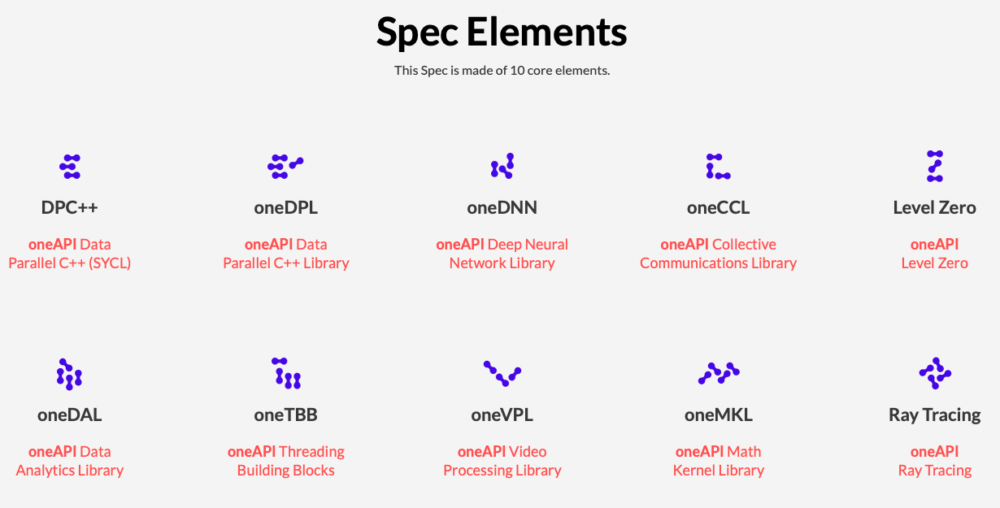 Spec Elements
This Spec is made of 10 core elements.
DPC++
oneAPI Data
Parallel C++ (SYCL)
oneDPL
oneAPI Data
Parallel C++ Library
oneDNN
oneAPI Deep Neural
Network Library
oneCCL
oneAPI Collective
Communications Library
Level Zero
oneAPI
Level Zero
oneDAL
oneAPI Data
Analytics Library
oneTBB
oneAPI Threading
Building Blocks
oneVPL
oneAPI Video
Processing Library
oneMKL
oneAPI Math
Kernel Library
Ray Tracing
oneAPI
Ray Tracing